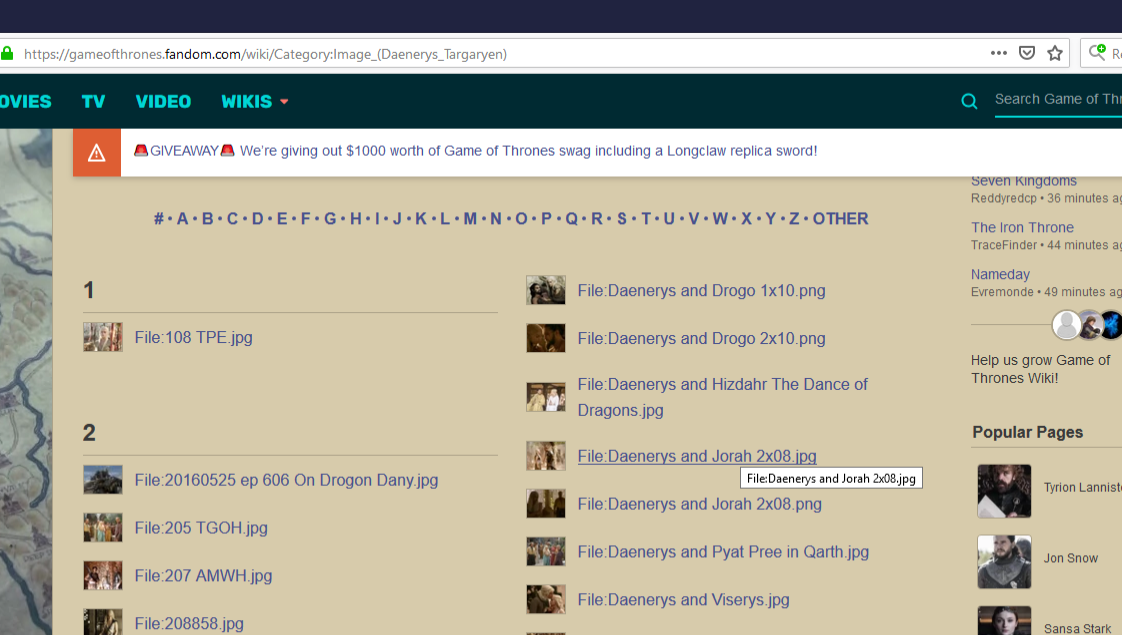 https://gameofthrones.fandom.com/wiki/Category:Image_(Daenerys_Targaryen)
OVIES TV VIDEO WIKIS
Search Game of Thr
GIVEAWAY We're giving out $1000 worth of Game of Thrones swag including a Longclaw replica sword!
# • A • B • C • D • E • F • G • H • I • J • K • L • M • N • O • P • Q • R • S • T • U • V • W • X • Y • Z • OTHER
1
File:108 TPE.jpg
2
File:20160525 ep 606 On Drogon Dany.jpg
File:205 TGOH.jpg
File:207 AMWH.jpg
File:208858.jpg
File:Daenerys and Drogo 1x10.png
File:Daenerys and Drogo 2x10.png
File:Daenerys and Hizdahr The Dance of
Dragons.jpg
File:Daenerys and Jorah 2x08.jpg
File:Daenerys and Jorah 2x08.jpg
File:Daenerys and Jorah 2x08.png
File:Daenerys and Pyat Pree in Qarth.jpg
File:Daenerys and Viserys.jpg
Seven Kingdoms
Reddyredcp • 36 minutes ag
The Iron Throne
TraceFinder • 44 minutes ag
Nameday
Evremonde • 49 minutes ag
Help us grow Game of
Thrones Wiki!
Popular Pages
Tyrion Lanniste
Jon Snow
Sansa Stark